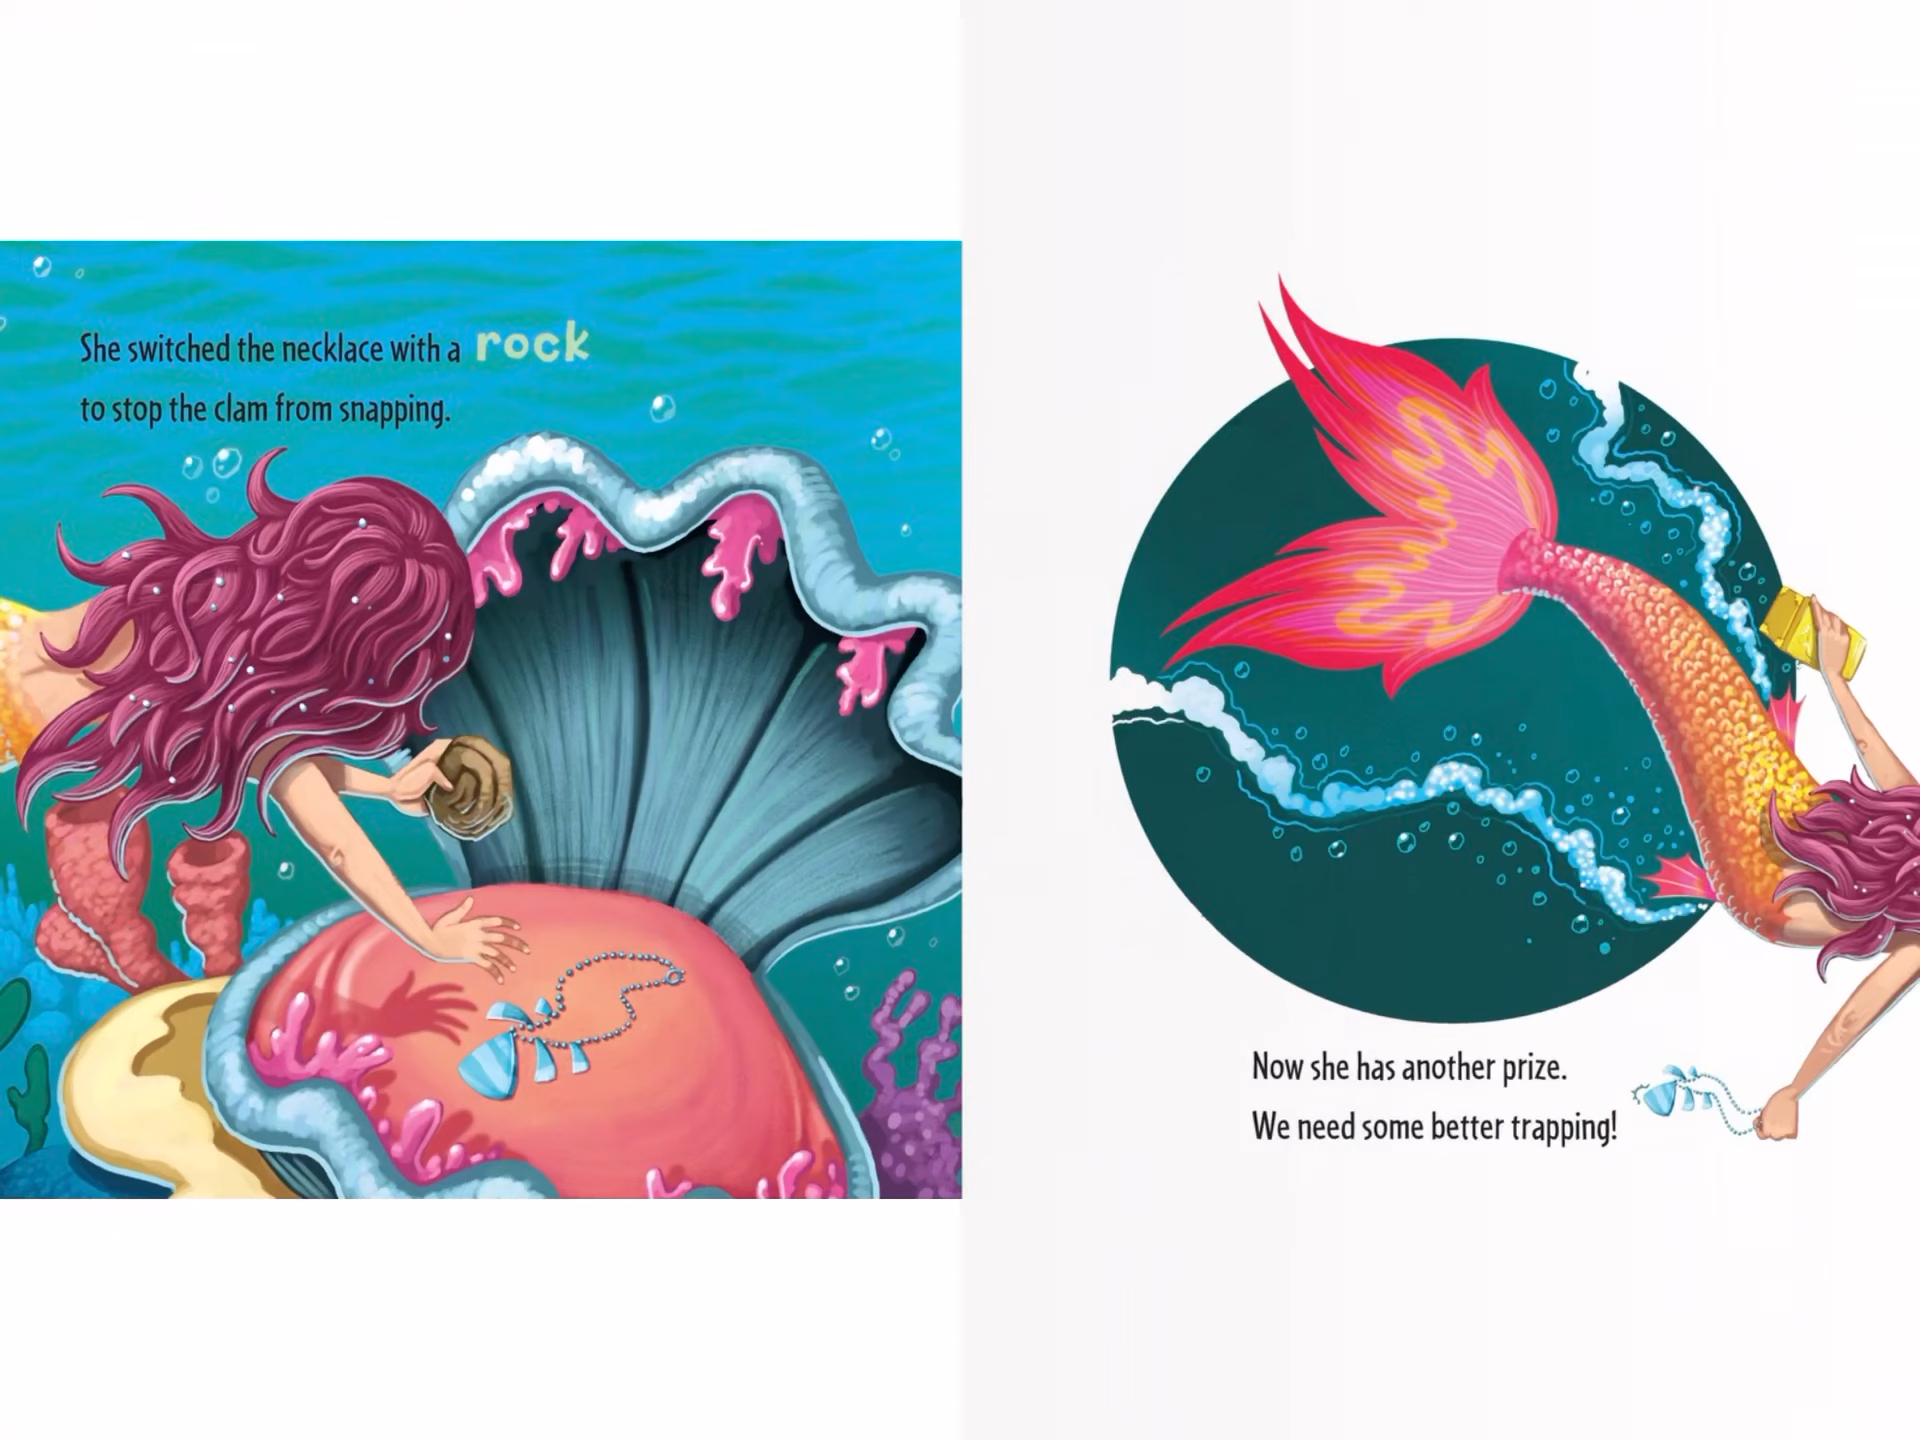 She switched the necklace with a rock
to stop the clam from snapping.
Now she has another prize.
We need some better trapping!